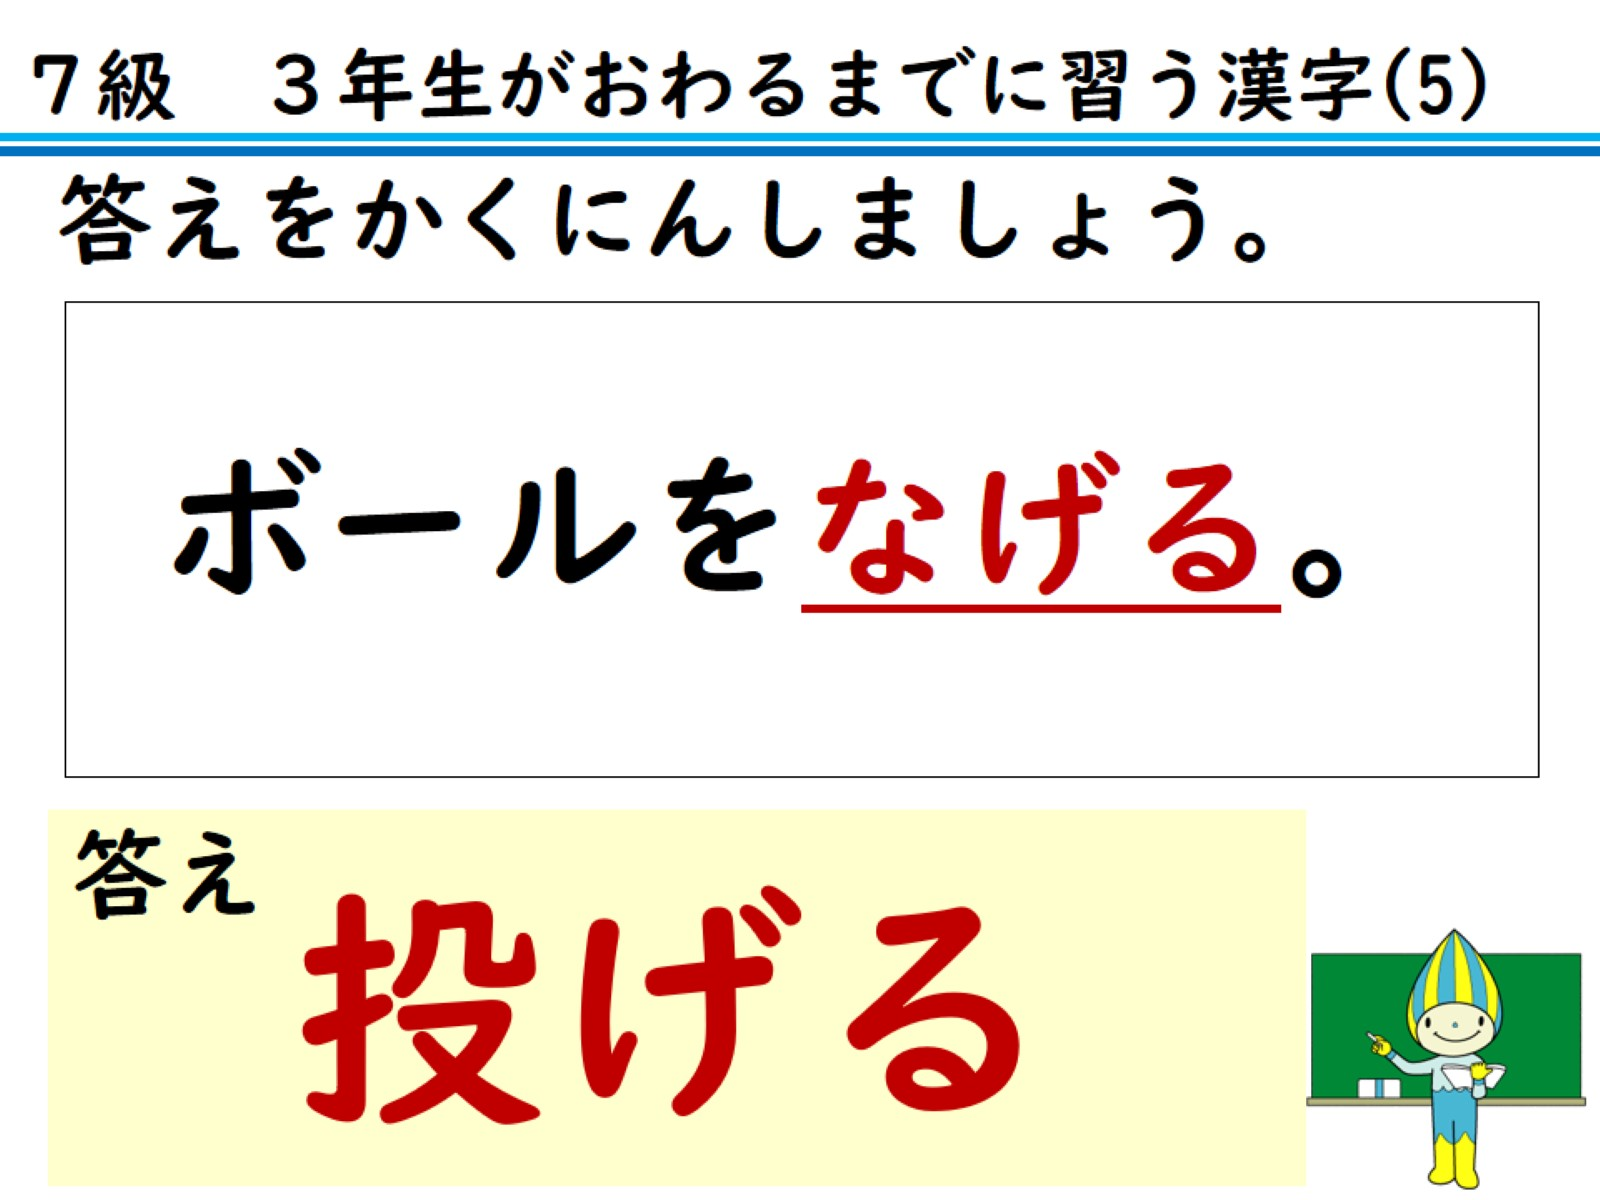 ７級　３年生がおわるまでに習う漢字(5)
答えをかくにんしましょう。
ボールをなげる。
答え
投げる